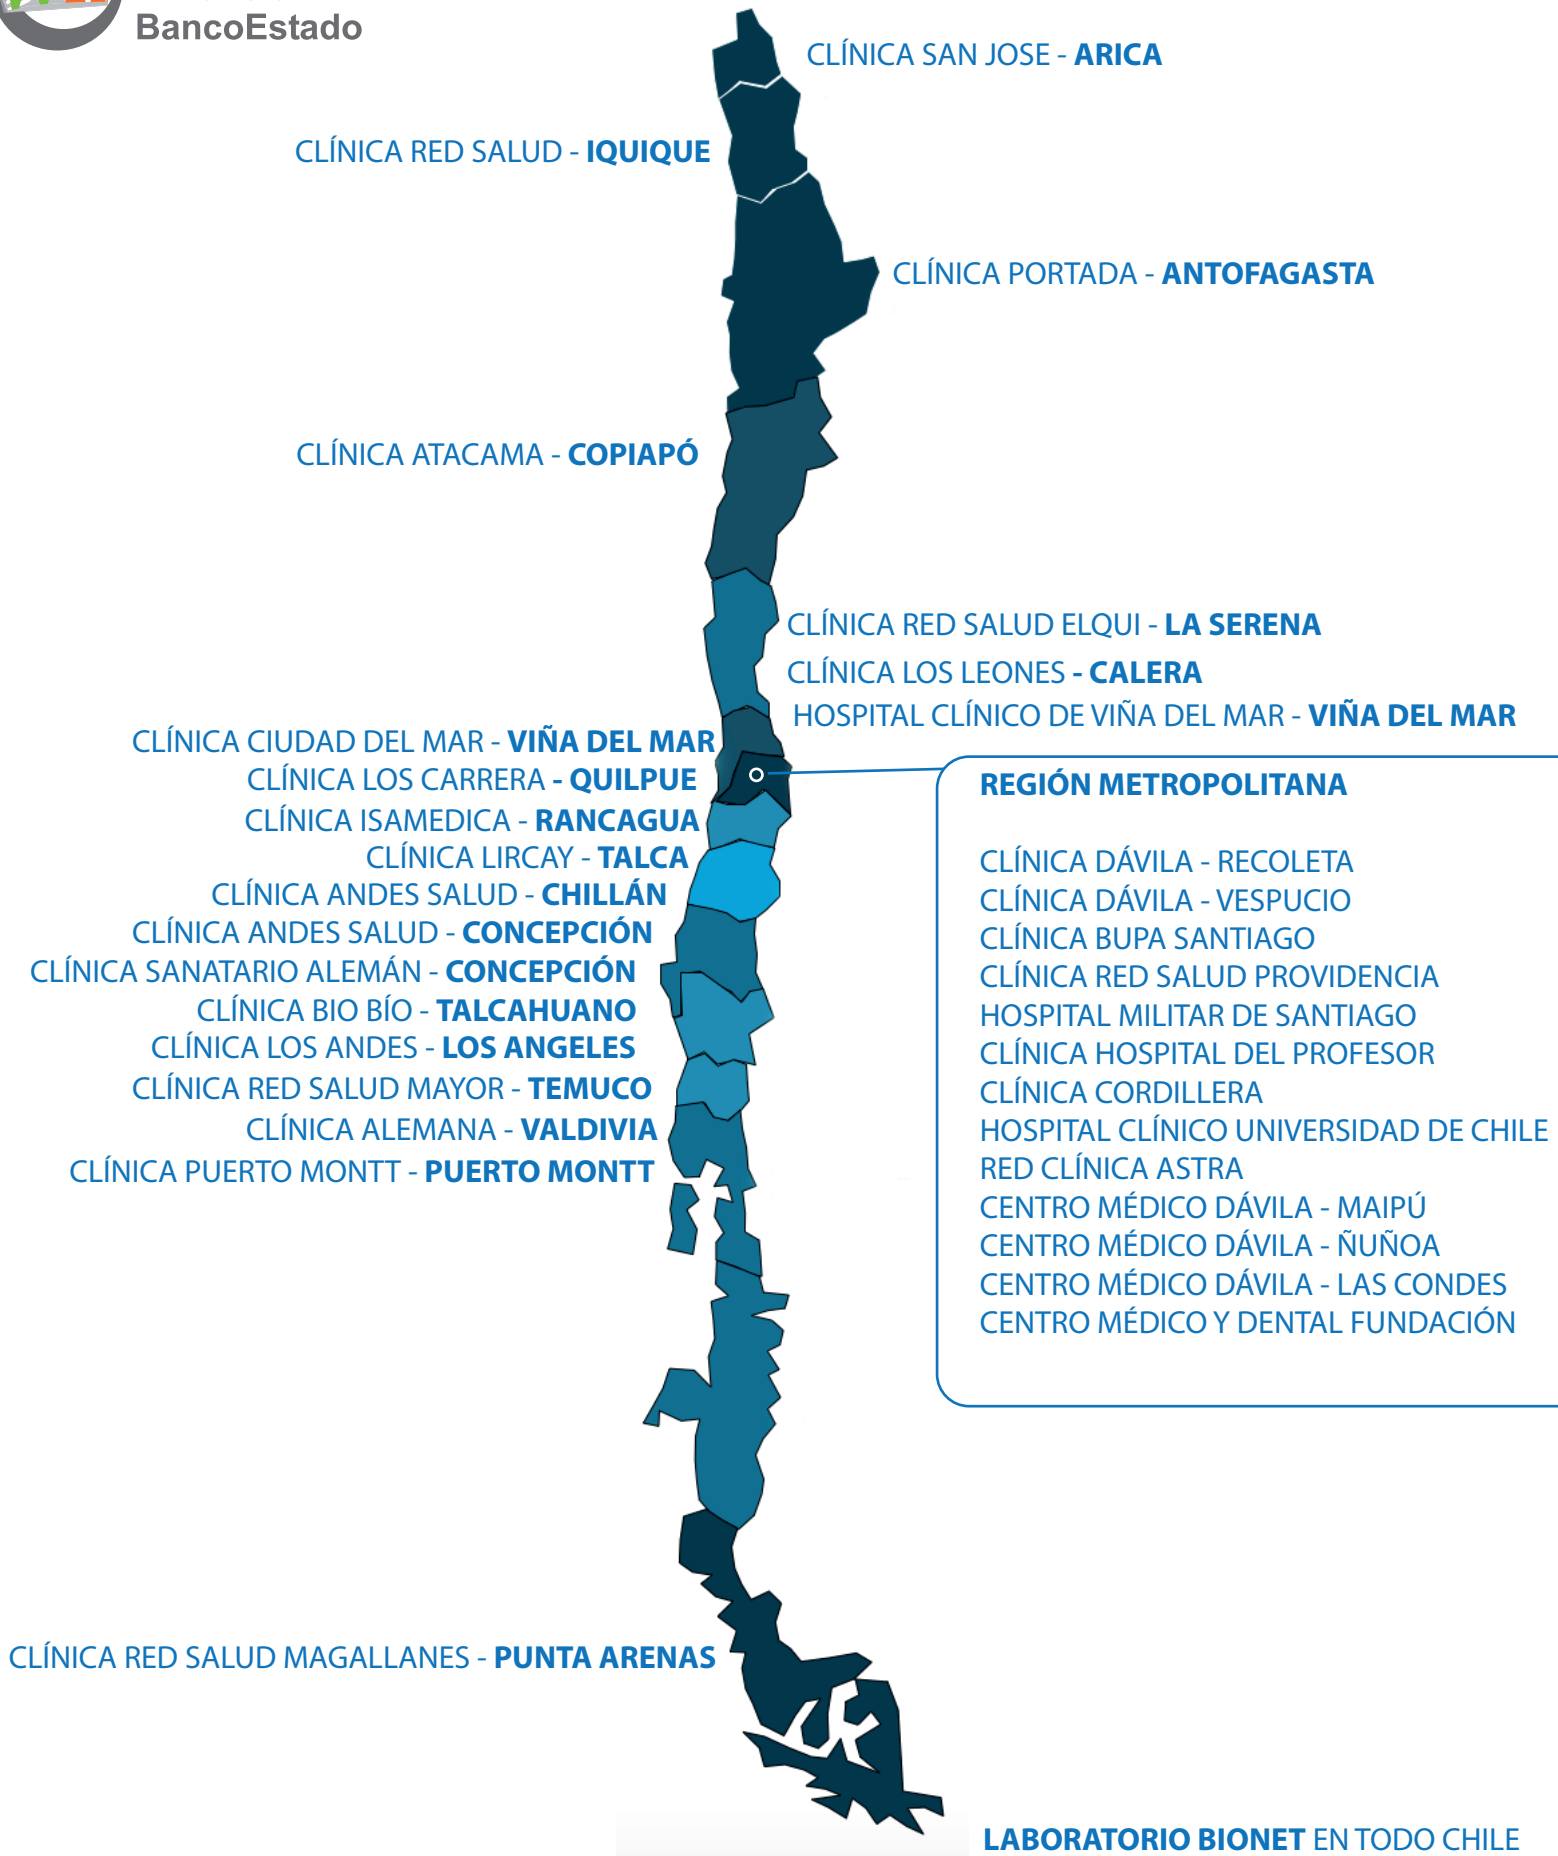 BancoEstado
CLÍNICA SAN JOSE - ARICA
CLÍNICA RED SALUD - IQUIQUE
CLÍNICA PORTADA - ANTOFAGASTA
CLÍNICA ATACAMA - COPIAPÓ
CLÍNICA RED SALUD ELQUI - LA SERENA
CLÍNICA LOS LEONES - CALERA
HOSPITAL CLÍNICO DE VIÑA DEL MAR - VIÑA DEL MAR
CLÍNICA CIUDAD DEL MAR - VIÑA DEL MAR
CLÍNICA LOS CARRERA - QUILPUE
CLÍNICA ISAMEDICA - RANCAGUA
CLÍNICA LIRCAY - TALCA
CLÍNICA ANDES SALUD - CHILLÁN
CLÍNICA ANDES SALUD - CONCEPCIÓN
CLÍNICA SANATARIO ALEMÁN - CONCEPCIÓN
CLÍNICA BIO BÍO - TALCAHUANO
CLÍNICA LOS ANDES - LOS ANGELES
CLÍNICA RED SALUD MAYOR - TEMUCO
CLÍNICA ALEMANA - VALDIVIA
CLÍNICA PUERTO MONTT - PUERTO MONTT
REGIÓN METROPOLITANA
CLÍNICA DÁVILA - RECOLETA
CLÍNICA DÁVILA - VESPUCIO
CLÍNICA BUPA SANTIAGO
CLÍNICA RED SALUD PROVIDENCIA
HOSPITAL MILITAR DE SANTIAGO
CLÍNICA HOSPITAL DEL PROFESOR
CLÍNICA CORDILLERA
HOSPITAL CLÍNICO UNIVERSIDAD DE CHILE
RED CLÍNICA ASTRA
CENTRO MÉDICO DÁVILA - MAIPÚ
CENTRO MÉDICO DÁVILA - ÑUÑOA
CENTRO MÉDICO DÁVILA - LAS CONDES
CENTRO MÉDICO Y DENTAL FUNDACIÓN
CLÍNICA RED SALUD MAGALLANES - PUNTA ARENAS
LABORATORIO BIONET EN TODO CHILE